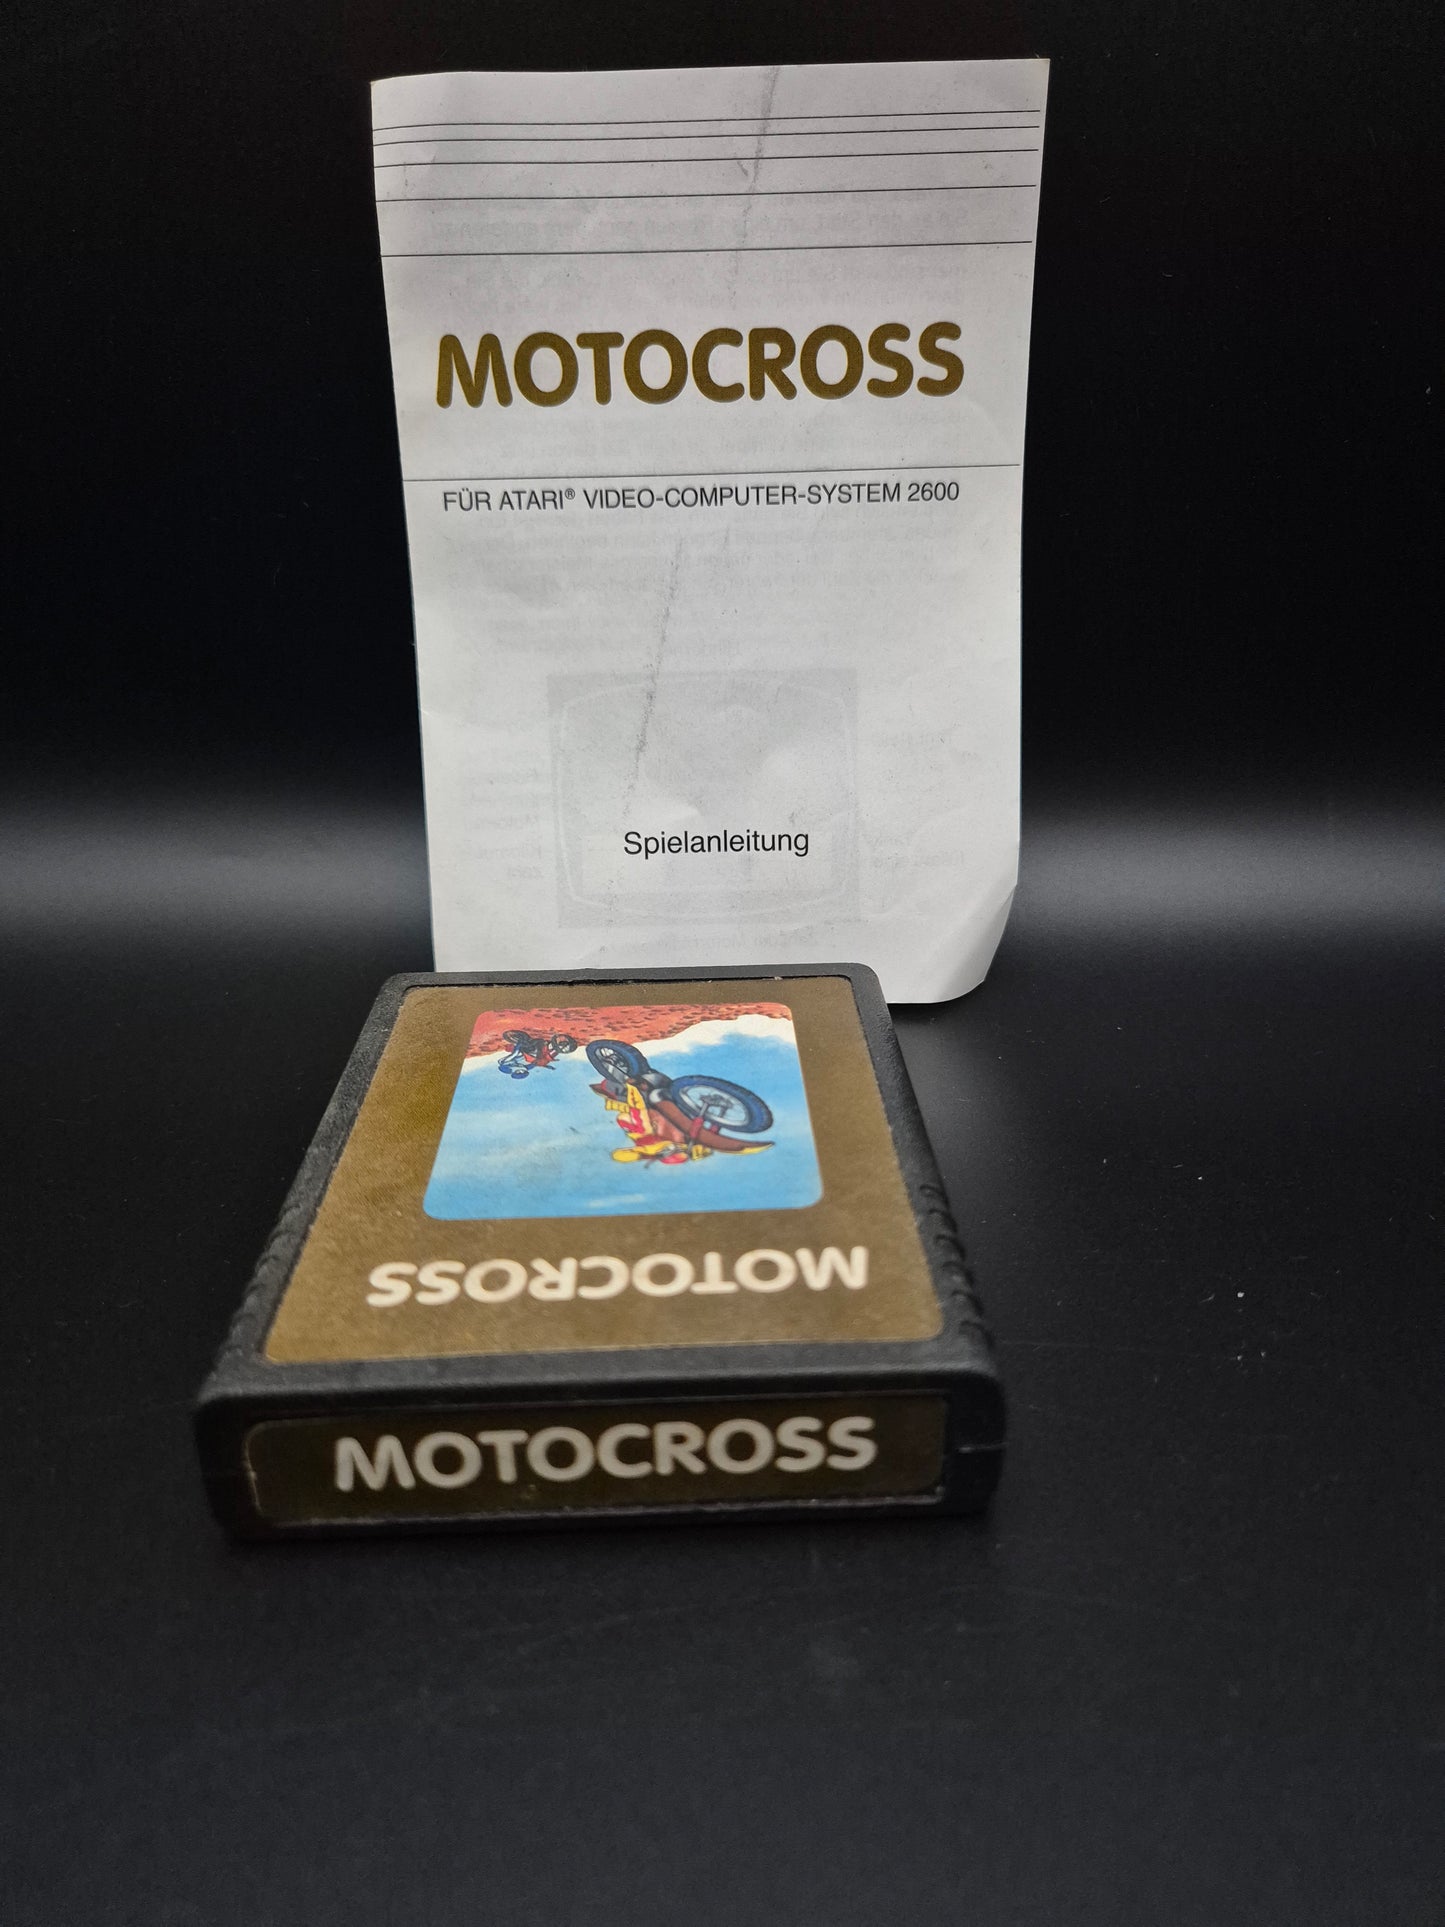 MOTOCROSS
FÜR ATARI® VIDEO-COMPUTER-SYSTEM 2600
Spielanleitung
MOTOCROSS
MOTOCROSS